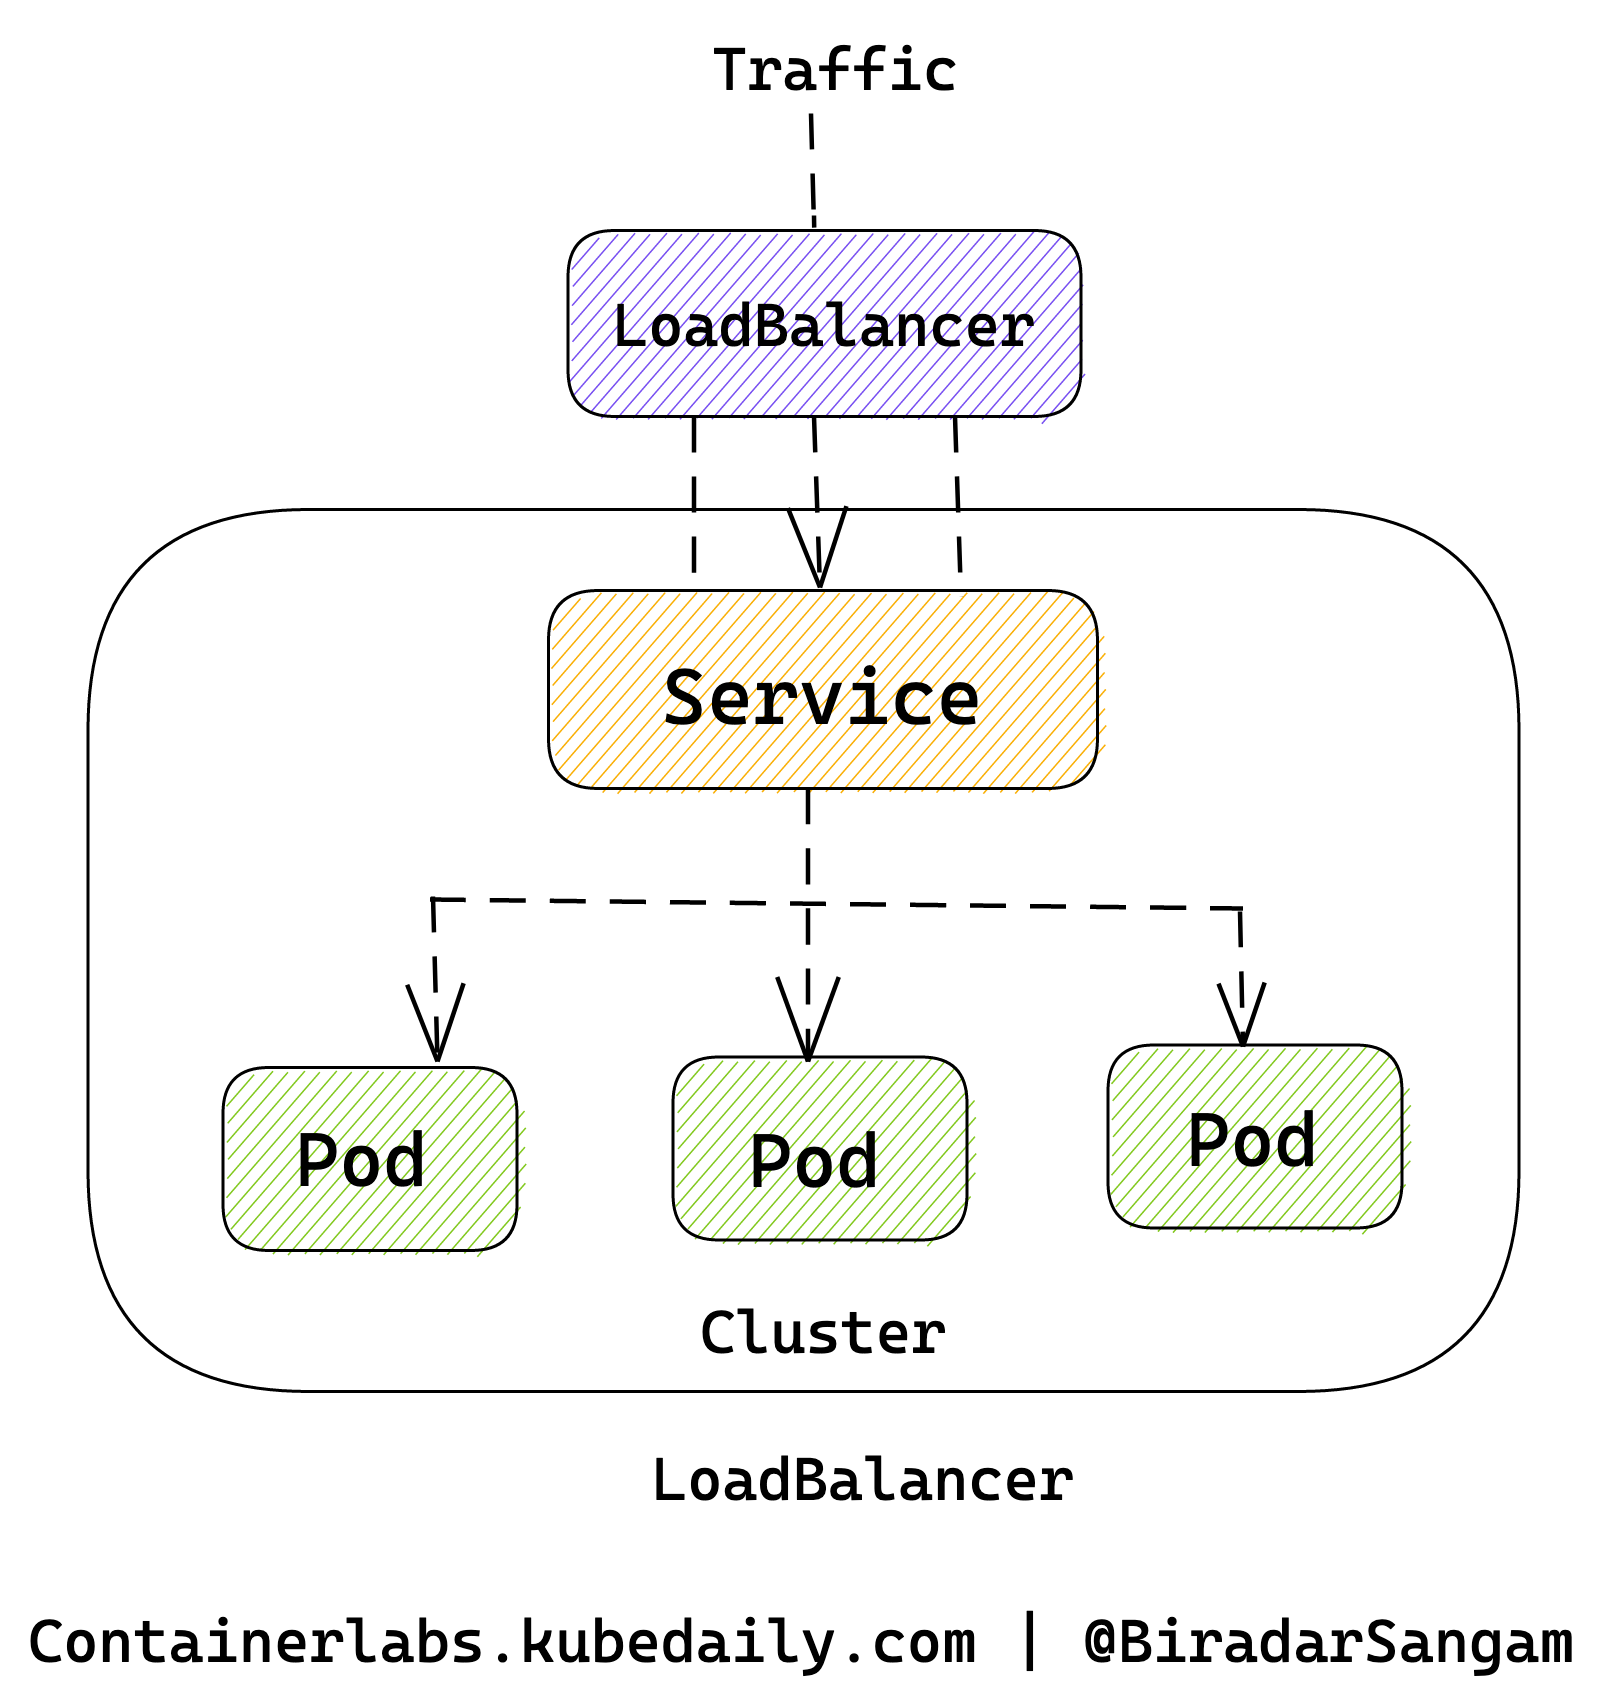 Traffic
LoadBalancer
Service
Pod
Pod
Pod
Cluster
LoadBalancer
Containerlabs.kubedaily.com | @BiradarSangam